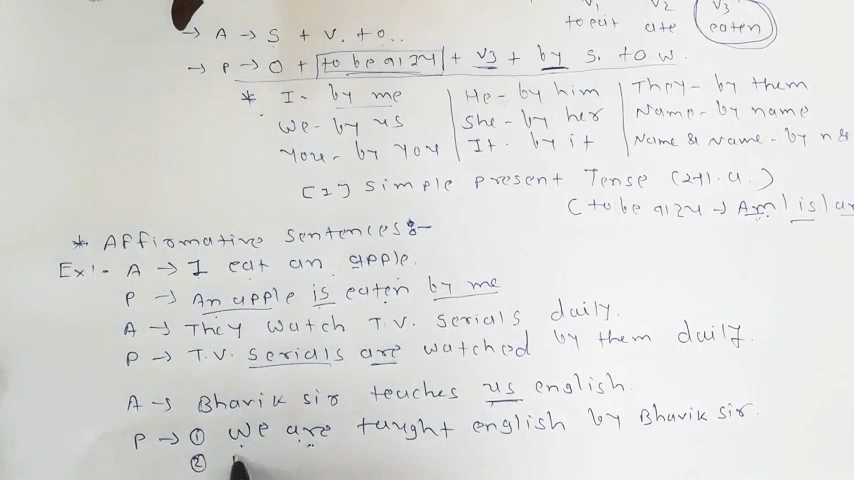 V1 V2 V3
to eat ate eaten
→ A → S + V. + O..
→ P → O + to be વાચક + V3 + by S. + O.W.
* I - by me | He - by him | They - by them
We - by us | She - by her | Name - by name
You - by You | It - by it | Name & Name - by n &
[1] Simple present Tense
(to be વાચક → Am | is | ar
* Affirmative sentences:-
Ex:- A → I eat an apple.
P → An apple is eaten by me
A → They watch T.V. serials daily.
P → T.V. serials are watched by them daily.
A → Bhavik sir teaches us english.
P → ① We are taught english by Bhavik sir.
②